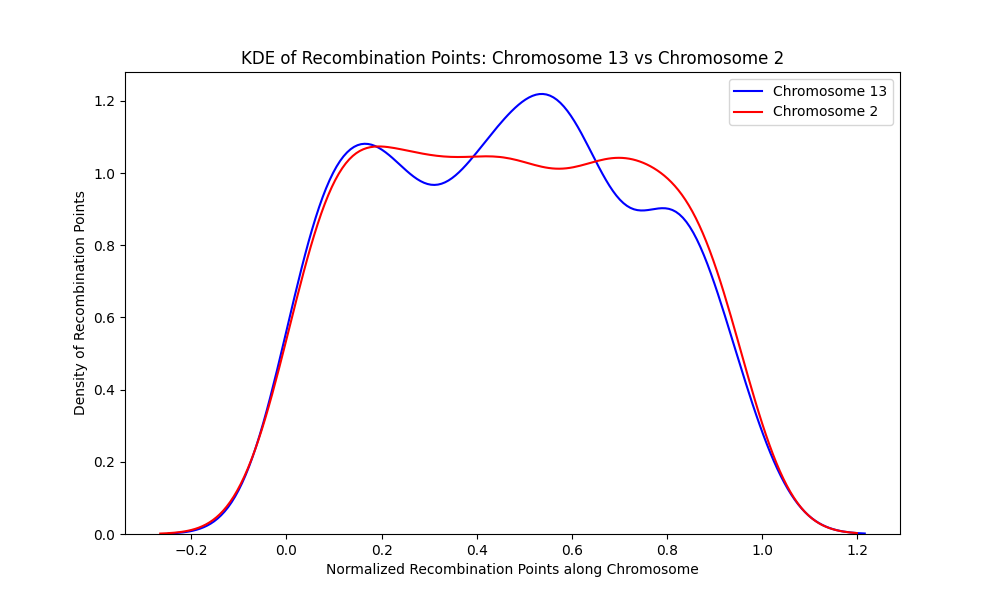 KDE of Recombination Points: Chromosome 13 vs Chromosome 2
Chromosome 13
Chromosome 2
Density of Recombination Points
1.2
1.0
0.8
0.6
0.4
0.2
0.0
−0.2 0.0 0.2 0.4 0.6 0.8 1.0 1.2
Normalized Recombination Points along Chromosome